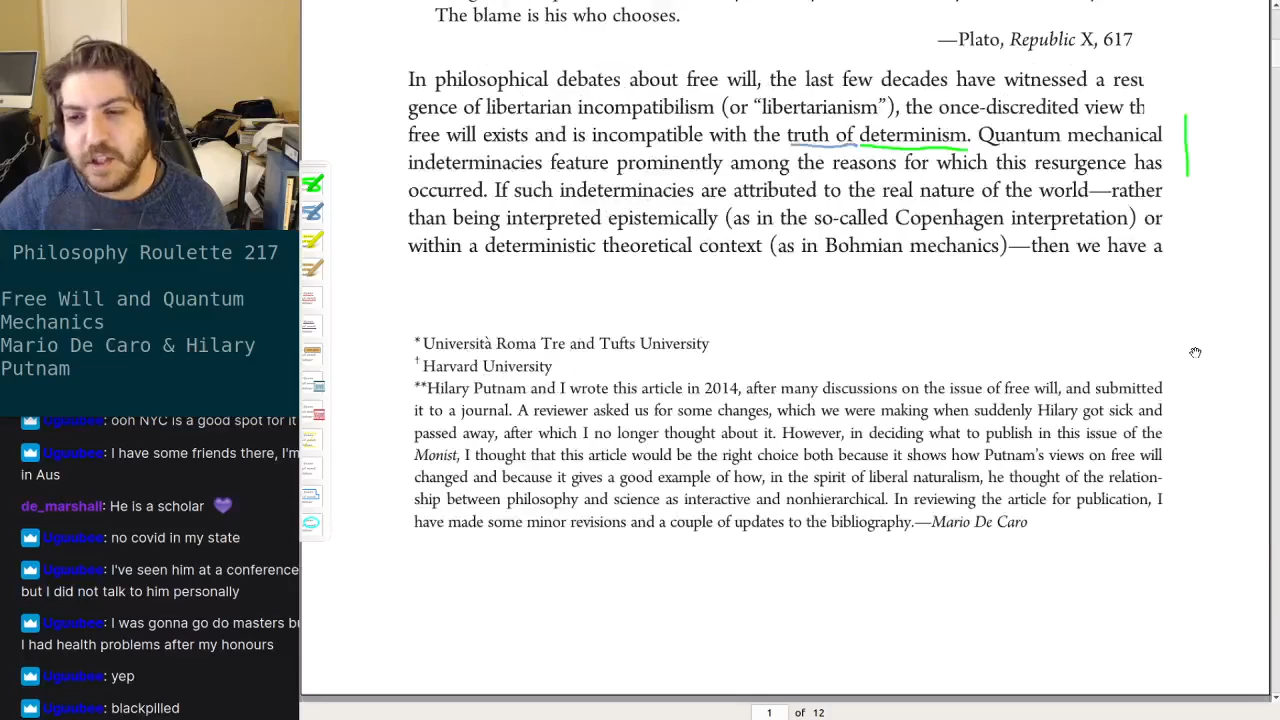 The blame is his who chooses.
—Plato, Republic X, 617
In philosophical debates about free will, the last few decades have witnessed a resu
gence of libertarian incompatibilism (or “libertarianism”), the once-discredited view th
free will exists and is incompatible with the truth of determinism. Quantum mechanical
indeterminacies feature prominently among the reasons for which this resurgence has
occurred. If such indeterminacies are attributed to the real nature of the world—rather
than being interpreted epistemically (as in the so-called Copenhagen interpretation) or
within a deterministic theoretical context (as in Bohmian mechanics)—then we have a
*Università Roma Tre and Tufts University
†Harvard University
**Hilary Putnam and I wrote this article in 201 after many discussions on the issue of free will, and submitted
it to a journal. A reviewer asked us for some changes, which we were making when suddenly Hilary got sick and
passed away, after which I no longer thought about it. However, in deciding what to publish in this issue of the
Monist, I thought that this article would be the right choice both because it shows how Putnam’s views on free will
changed and because it gives a good example of how, in the spirit of liberal naturalism, he thought of the relation-
ship between philosophy and science as interactive and nonhierarchical. In reviewing the article for publication, I
have made some minor revisions and a couple of updates to the bibliography.—Mario De Caro
1 of 12
Philosophy Roulette 217
Free Will and Quantum
Mechanics
Mario De Caro & Hilary
Putnam
Uguubee: ooh NYC is a good spot for it
Uguubee: I have some friends there, I'm
in Aus
de_marshall: He is a scholar
Uguubee: no covid in my state
Uguubee: I've seen him at a conference
but I did not talk to him personally
Uguubee: I was gonna go do masters bu
I had health problems after my honours
Uguubee: yep
Uguubee: blackpilled